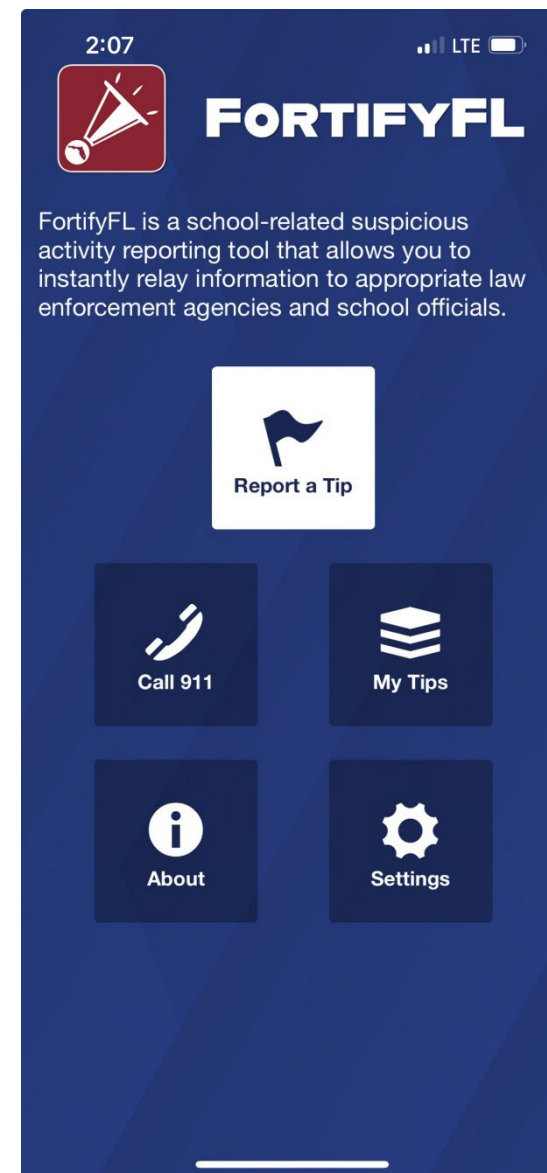 2:07
LTE
FORTIFYFL
FortifyFL is a school-related suspicious
activity reporting tool that allows you to
instantly relay information to appropriate law
enforcement agencies and school officials.
Report a Tip
Call 911
My Tips
About
Settings